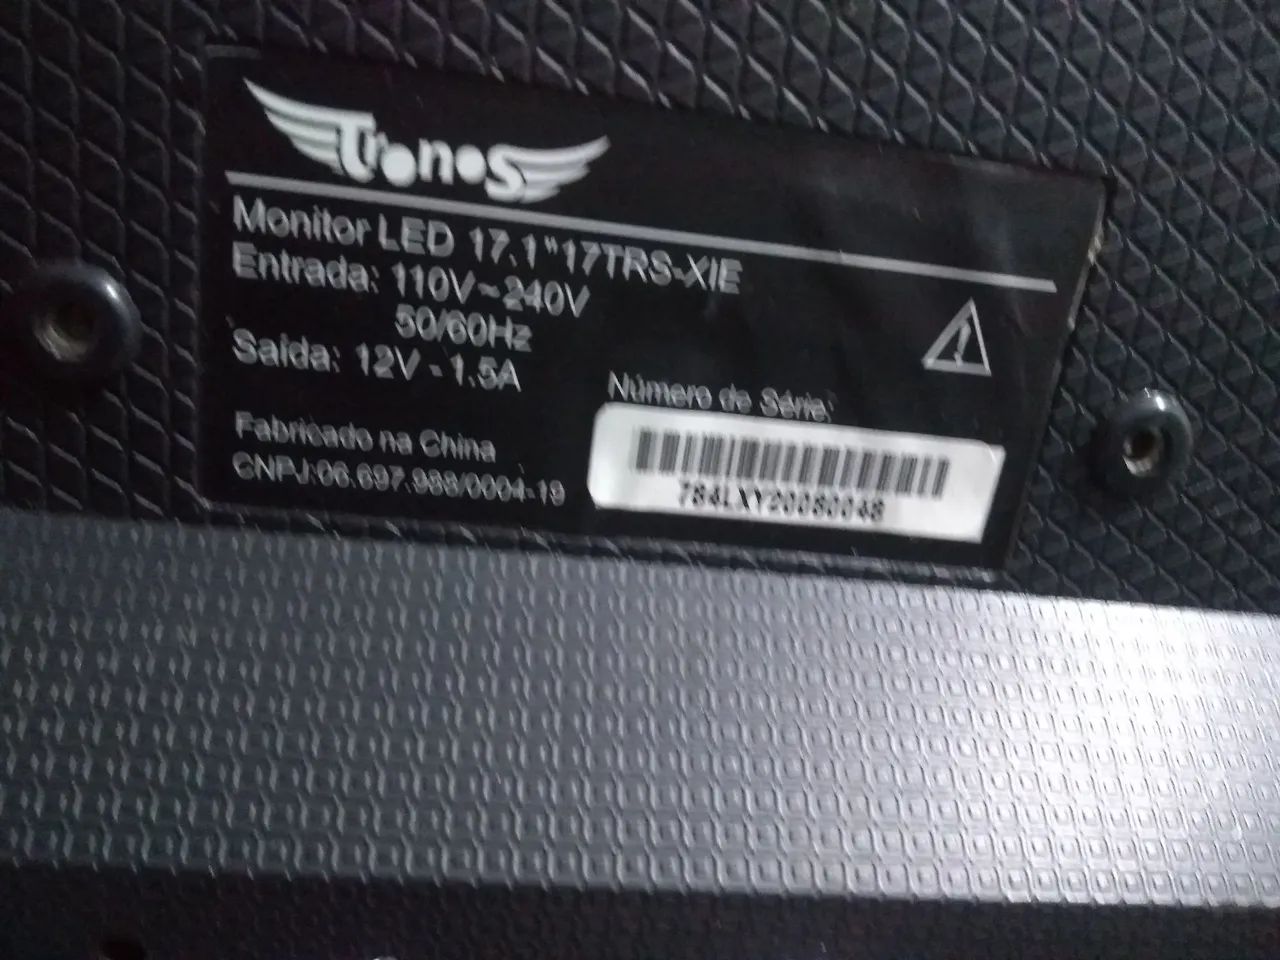 Tronos
Monitor LED 17.1"17TRS-XIE
Entrada: 110V~240V
50/60Hz
Saída: 12V - 1.5A
Número de Série:
Fabricado na China
CNPJ:06.697.988/0004-19
784LXY20080048